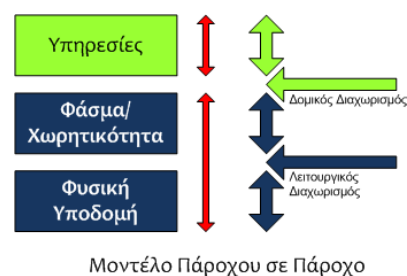 Υπηρεσίες
Δομικός Διαχωρισμός
Φάσμα/
Χωρητικότητα
Λειτουργικός
Διαχωρισμός
Φυσική
Υποδομή
Μοντέλο Πάροχου σε Πάροχο